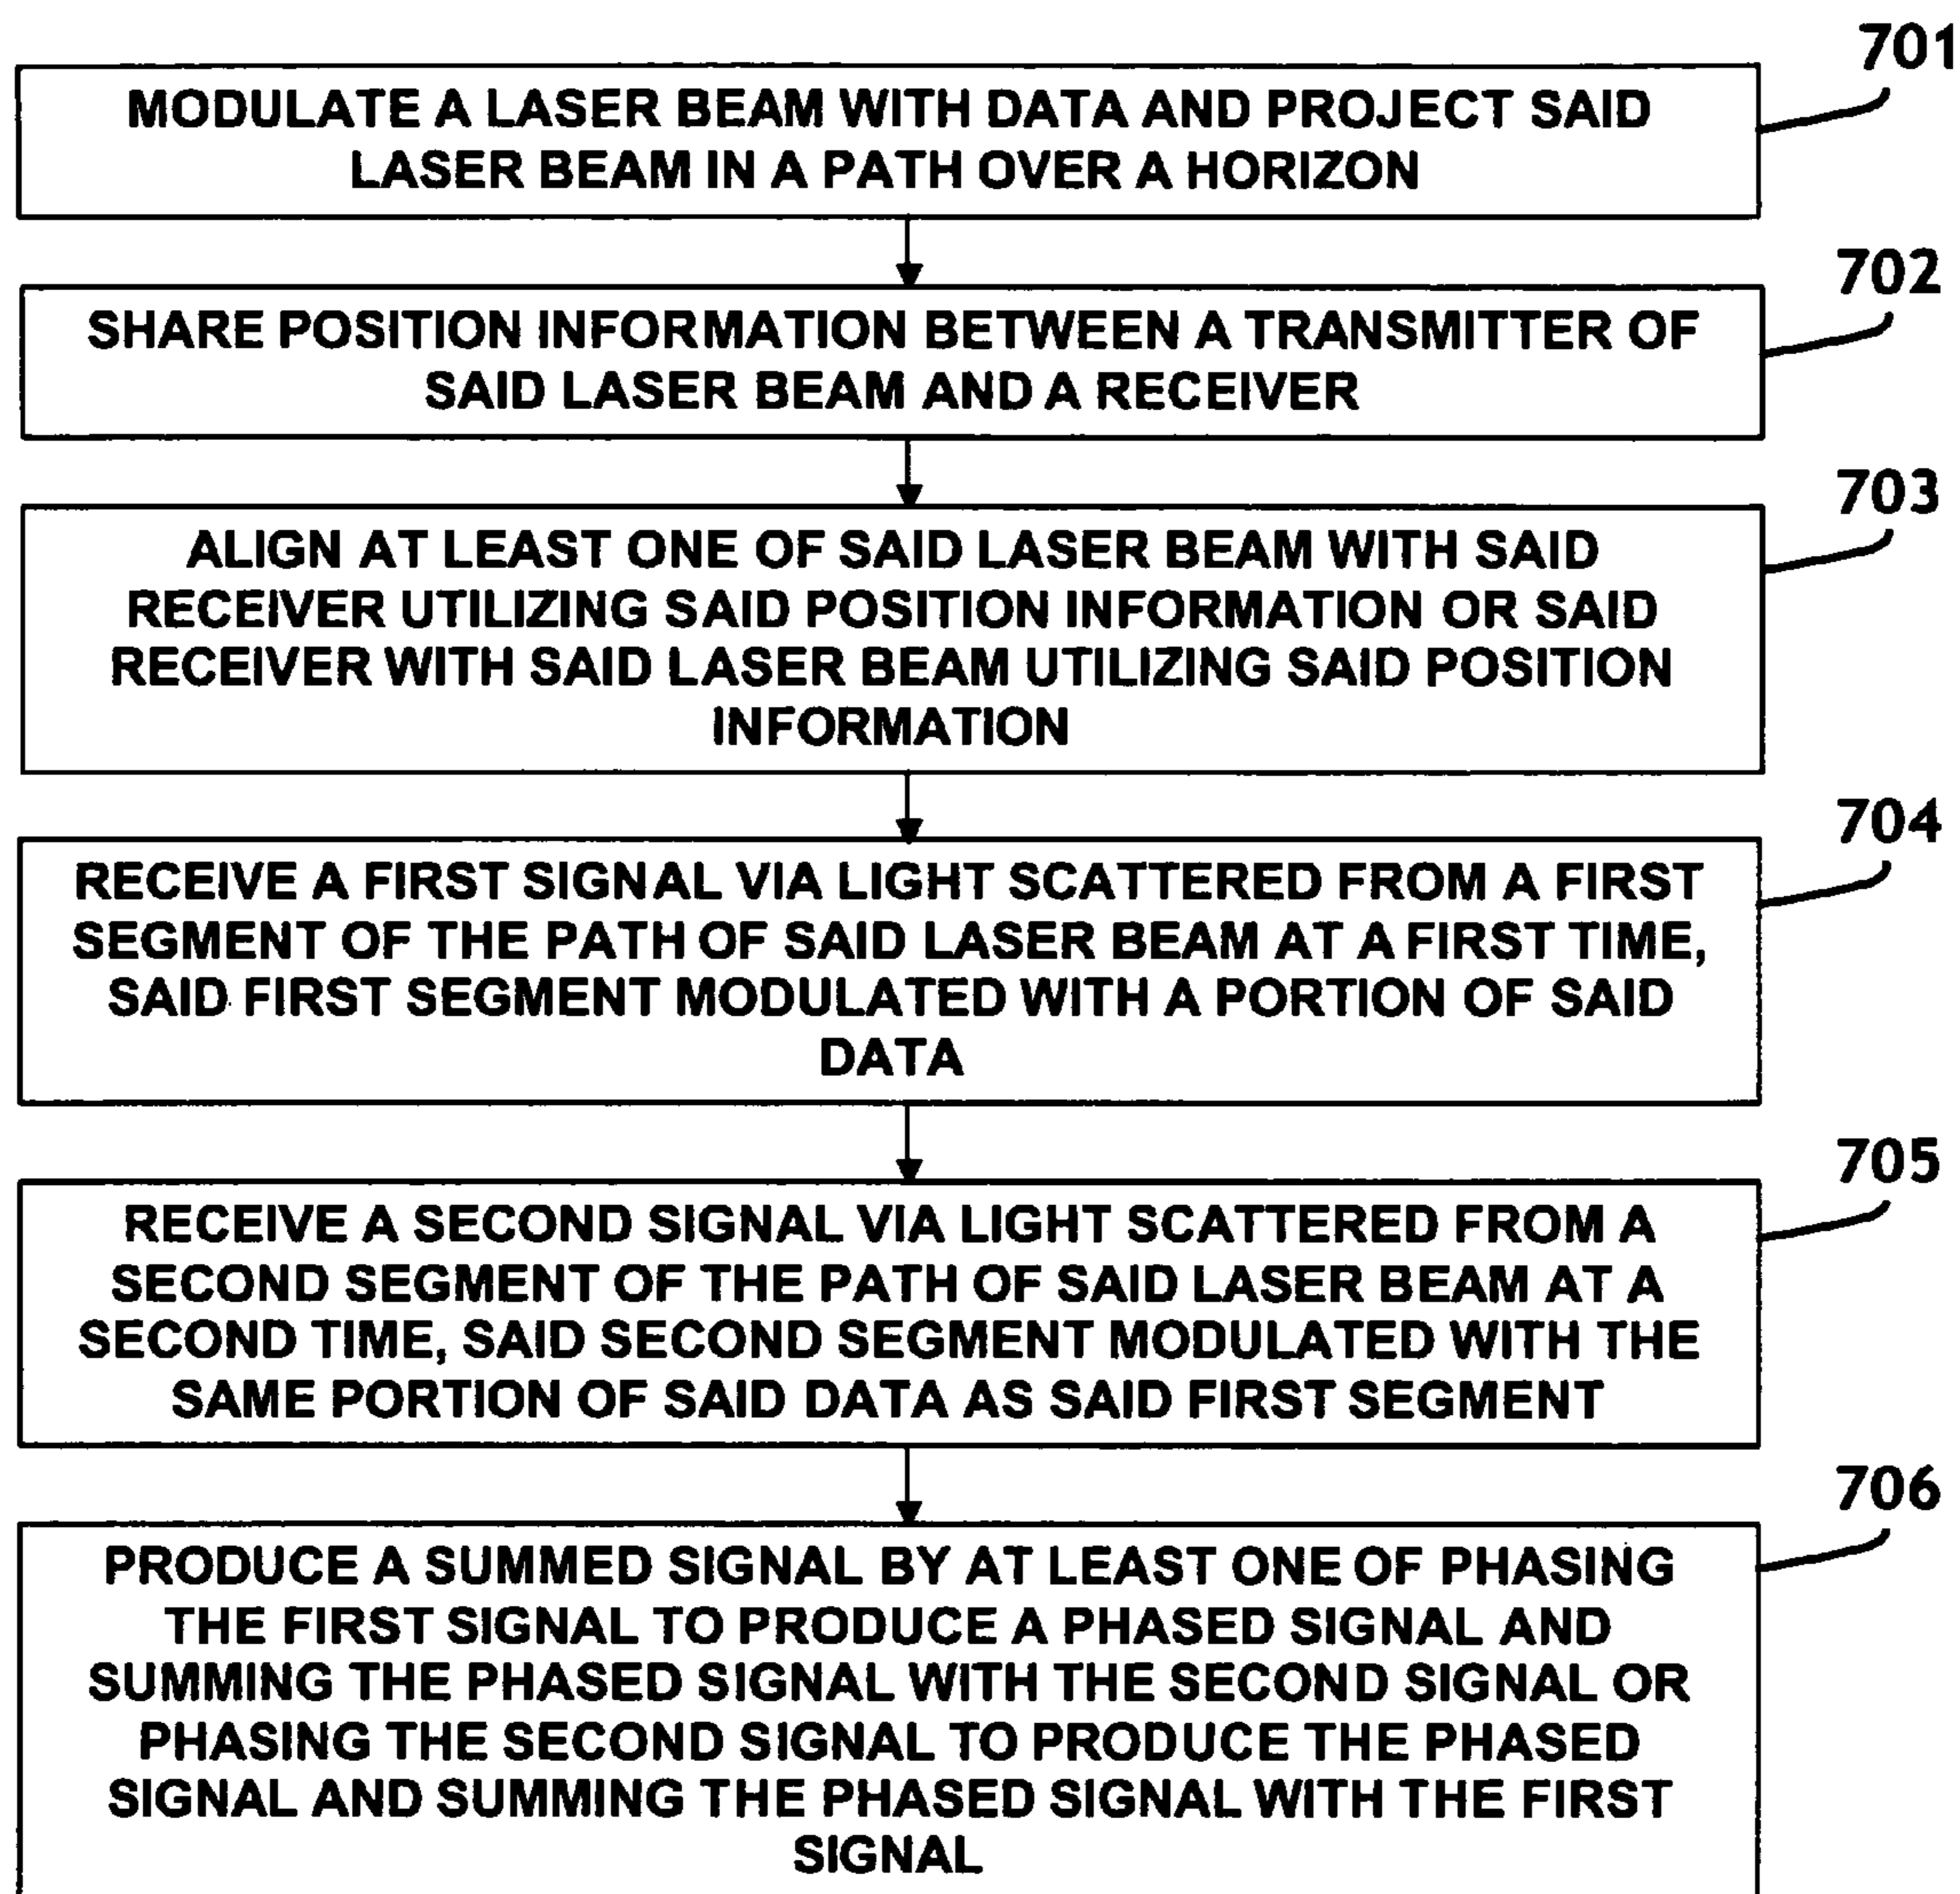 701
MODULATE A LASER BEAM WITH DATA AND PROJECT SAID
LASER BEAM IN A PATH OVER A HORIZON
702
SHARE POSITION INFORMATION BETWEEN A TRANSMITTER OF
SAID LASER BEAM AND A RECEIVER
703
ALIGN AT LEAST ONE OF SAID LASER BEAM WITH SAID
RECEIVER UTILIZING SAID POSITION INFORMATION OR SAID
RECEIVER WITH SAID LASER BEAM UTILIZING SAID POSITION
INFORMATION
704
RECEIVE A FIRST SIGNAL VIA LIGHT SCATTERED FROM A FIRST
SEGMENT OF THE PATH OF SAID LASER BEAM AT A FIRST TIME,
SAID FIRST SEGMENT MODULATED WITH A PORTION OF SAID
DATA
705
RECEIVE A SECOND SIGNAL VIA LIGHT SCATTERED FROM A
SECOND SEGMENT OF THE PATH OF SAID LASER BEAM AT A
SECOND TIME, SAID SECOND SEGMENT MODULATED WITH THE
SAME PORTION OF SAID DATA AS SAID FIRST SEGMENT
706
PRODUCE A SUMMED SIGNAL BY AT LEAST ONE OF PHASING
THE FIRST SIGNAL TO PRODUCE A PHASED SIGNAL AND
SUMMING THE PHASED SIGNAL WITH THE SECOND SIGNAL OR
PHASING THE SECOND SIGNAL TO PRODUCE THE PHASED
SIGNAL AND SUMMING THE PHASED SIGNAL WITH THE FIRST
SIGNAL